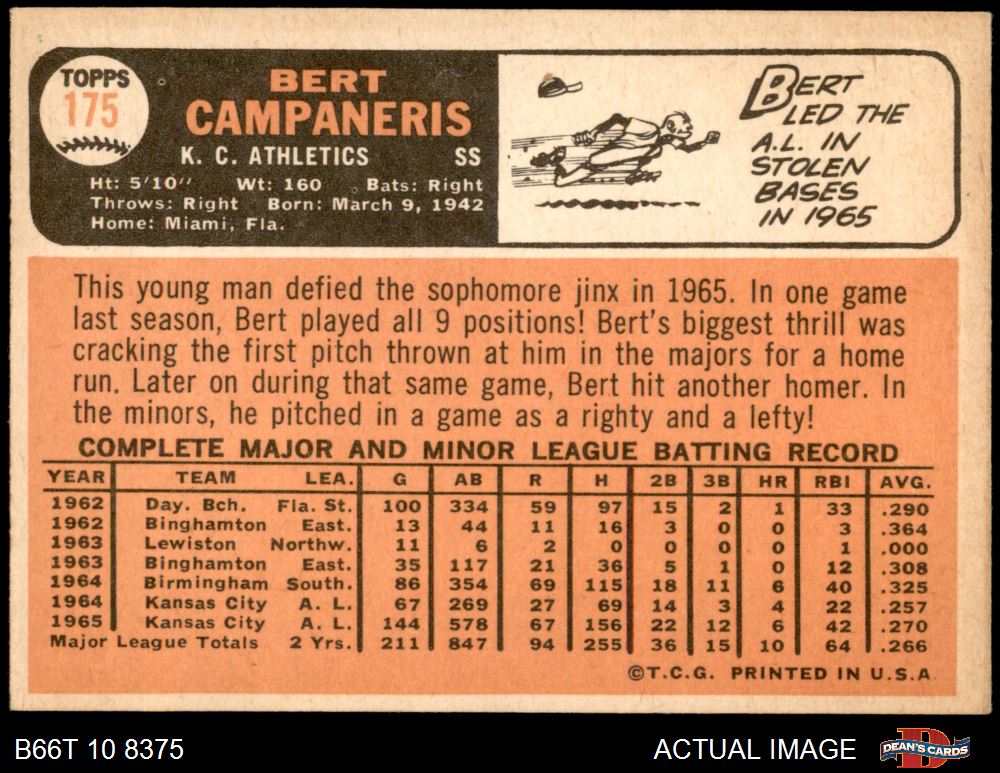 TOPPS
175
BERT
CAMPANERIS
K. C. ATHLETICS SS
Ht: 5'10" Wt: 160 Bats: Right
Throws: Right Born: March 9, 1942
Home: Miami, Fla.
BERT
LED THE
A.L. IN
STOLEN
BASES
IN 1965
This young man defied the sophomore jinx in 1965. In one game
last season, Bert played all 9 positions! Bert's biggest thrill was
cracking the first pitch thrown at him in the majors for a home
run. Later on during that same game, Bert hit another homer. In
the minors, he pitched in a game as a righty and a lefty!
COMPLETE MAJOR AND MINOR LEAGUE BATTING RECORD
YEAR TEAM LEA. G AB R H 2B 3B HR RBI AVG.
1962 Day. Bch. Fla. St. 100 334 59 97 15 2 1 33 .290
1962 Binghamton East. 13 44 11 16 3 0 0 3 .364
1963 Lewiston Northw. 11 6 2 0 0 0 0 1 .000
1963 Binghamton East. 35 117 21 36 5 1 0 12 .308
1964 Birmingham South. 86 354 69 115 18 11 6 40 .325
1964 Kansas City A. L. 67 269 27 69 14 3 4 22 .257
1965 Kansas City A. L. 144 578 67 156 22 12 6 42 .270
Major League Totals 2 Yrs. 211 847 94 255 36 15 10 64 .266
©T.C.G. PRINTED IN U.S.A.
B66T 10 8375 ACTUAL IMAGE DEAN'S CARDS